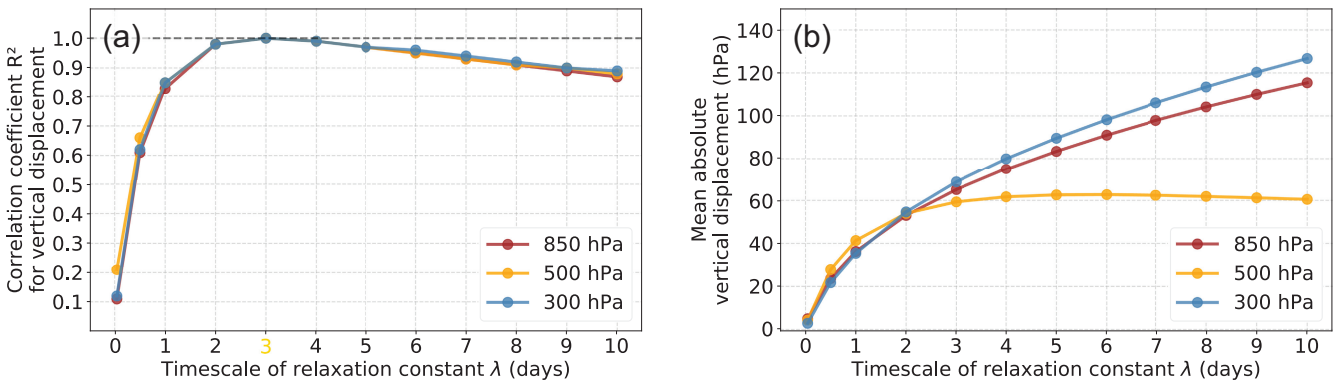 (a)
Correlation coefficient R²
for vertical displacement
1.0
0.9
0.8
0.7
0.6
0.5
0.4
0.3
0.2
0.1
850 hPa
500 hPa
300 hPa
0 1 2 3 4 5 6 7 8 9 10
Timescale of relaxation constant λ (days)
(b)
Mean absolute
vertical displacement (hPa)
140
120
100
80
60
40
20
0
850 hPa
500 hPa
300 hPa
0 1 2 3 4 5 6 7 8 9 10
Timescale of relaxation constant λ (days)